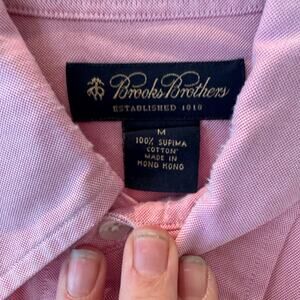 Brooks Brothers
ESTABLISHED 1818
M
100% SUPIMA
COTTON
MADE IN
HONG KONG